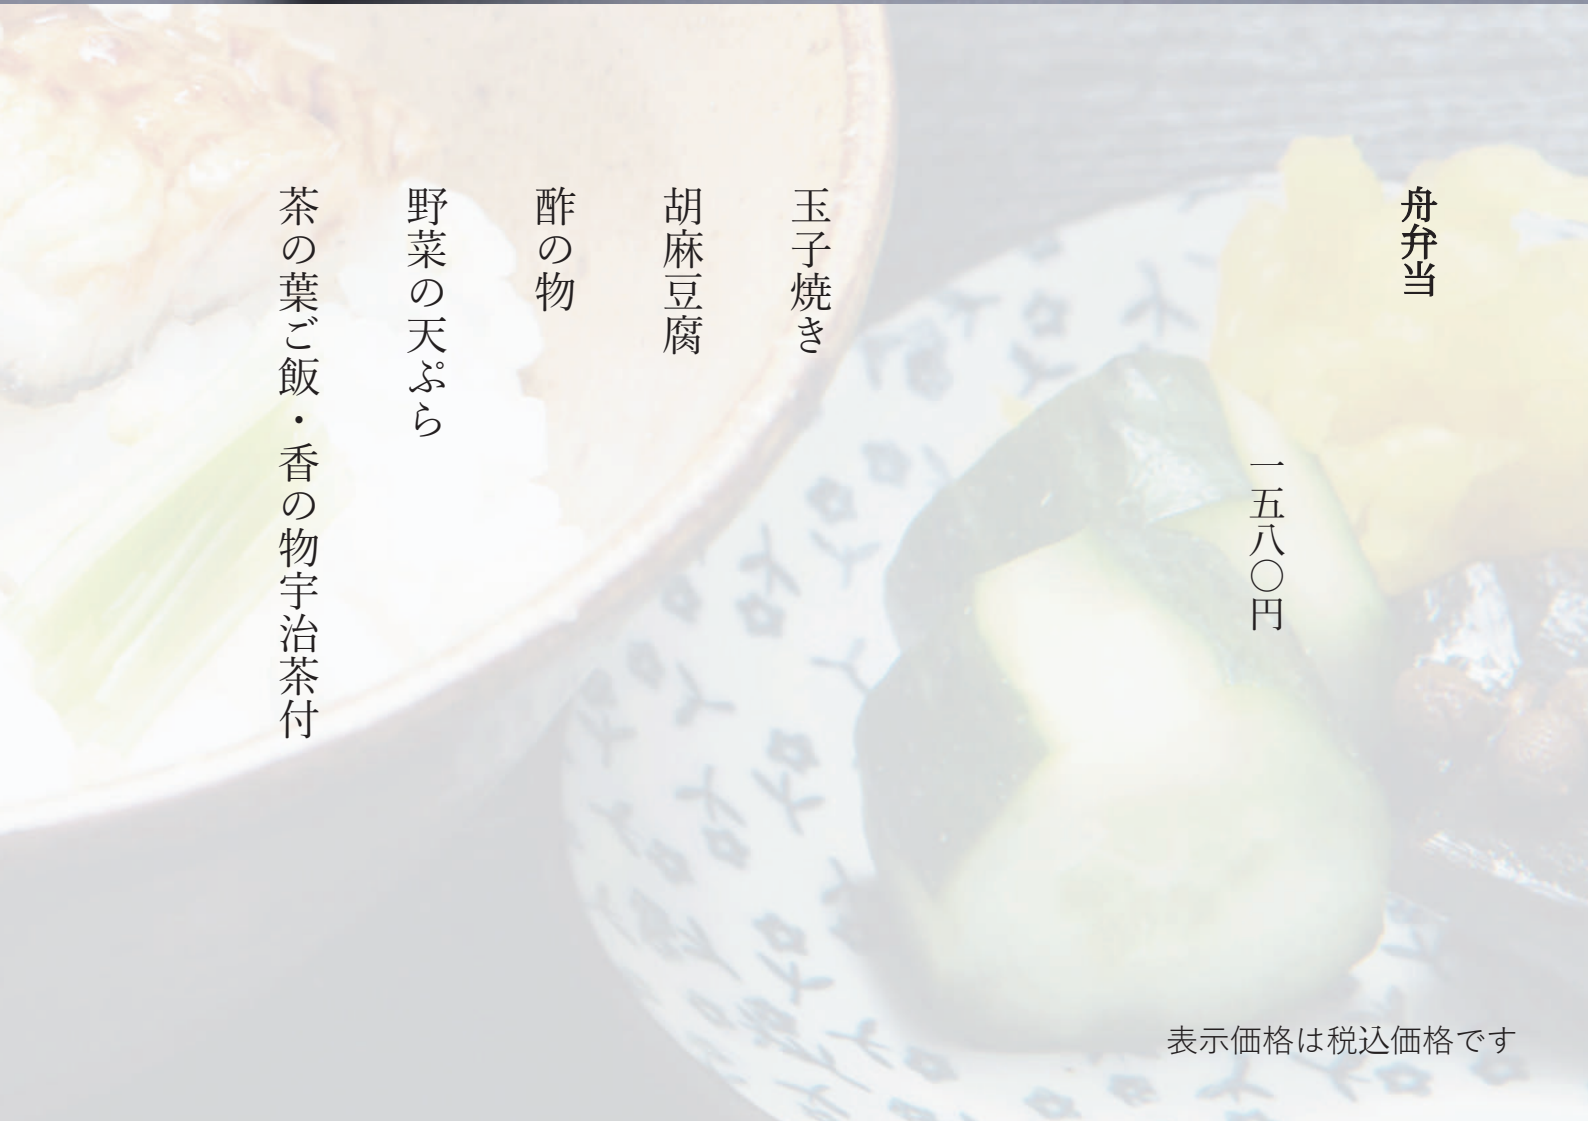 舟弁当
一五八〇円
玉子焼き
胡麻豆腐
酢の物
野菜の天ぷら
茶の葉ご飯・香の物宇治茶付
表示価格は税込価格です